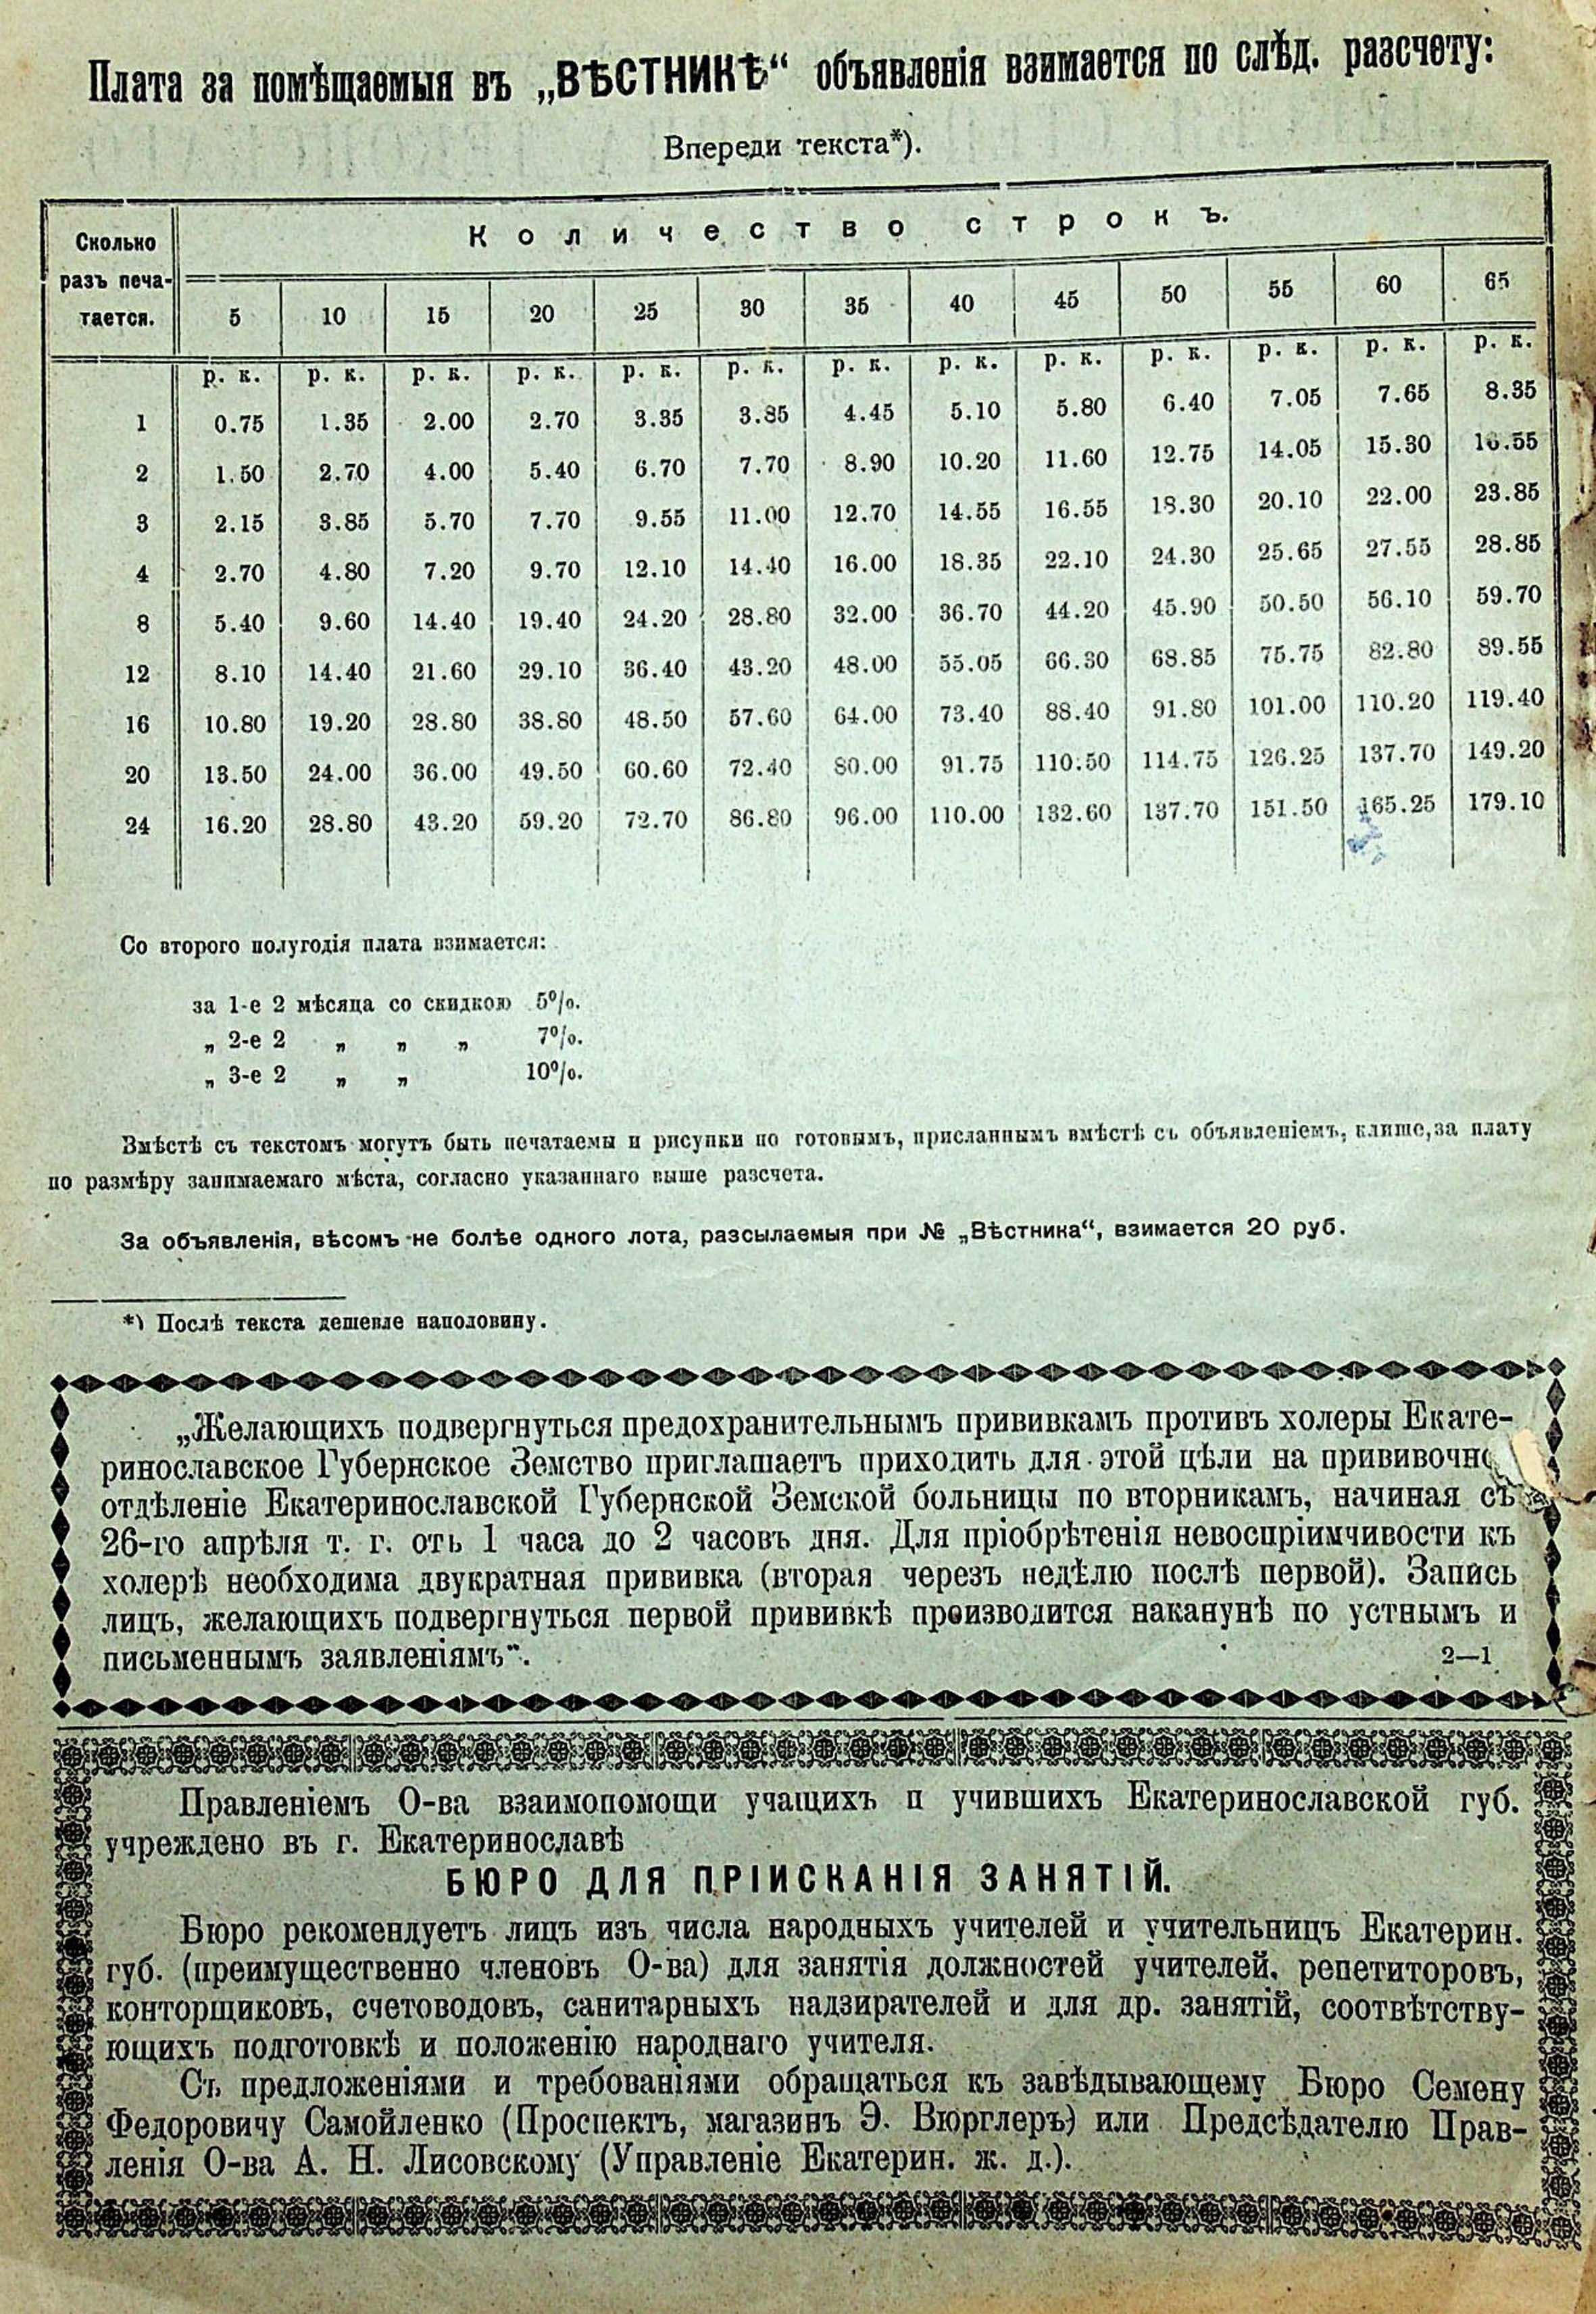 Плата за помѣщаемыя въ „ВѢСТНИКѢ“ объявленія взимается по слѣд. разсчету:
Впереди текста*).
Сколько разъ печа-тается. Количество строкъ.
5 10 15 20 25 30 35 40 45 50 55 60 65
р. к. р. к. р. к. р. к. р. к. р. к. р. к. р. к. р. к. р. к. р. к. р. к. р. к.
1 0.75 1.35 2.00 2.70 3.35 3.85 4.45 5.10 5.80 6.40 7.05 7.65 8.35
2 1.50 2.70 4.00 5.40 6.70 7.70 8.90 10.20 11.60 12.75 14.05 15.30 16.55
3 2.15 3.85 5.70 7.70 9.55 11.00 12.70 14.55 16.55 18.30 20.10 22.00 23.85
4 2.70 4.80 7.20 9.70 12.10 14.40 16.00 18.35 22.10 24.30 25.65 27.55 28.85
8 5.40 9.60 14.40 19.40 24.20 28.80 32.00 36.70 44.20 45.90 50.50 56.10 59.70
12 8.10 14.40 21.60 29.10 36.40 43.20 48.00 55.05 66.30 68.85 75.75 82.80 89.55
16 10.80 19.20 28.80 38.80 48.50 57.60 64.00 73.40 88.40 91.80 101.00 110.20 119.40
20 13.50 24.00 36.00 49.50 60.60 72.40 80.00 91.75 110.50 114.75 126.25 137.70 149.20
24 16.20 28.80 43.20 59.20 72.70 86.80 96.00 110.00 132.60 137.70 151.50 165.25 179.10
Со второго полугодія плата взимается:
за 1-е 2 мѣсяца со скидкою 5%.
„ 2-е 2 „ „ „ 7%.
„ 3-е 2 „ „ 10%.
Вмѣстѣ съ текстомъ могутъ быть печатаемы и рисунки по готовымъ, присланнымъ вмѣстѣ съ объявленіемъ, клише, за плату
по размѣру занимаемаго мѣста, согласно указаннаго выше разсчета.
За объявленія, вѣсомъ не болѣе одного лота, разсылаемыя при № „Вѣстника“, взимается 20 руб.
*) Послѣ текста дешевле наполовину.
„Желающихъ подвергнуться предохранительнымъ прививкамъ противъ холеры Екате-
ринославское Губернское Земство приглашаетъ приходить для этой цѣли на прививочно
отдѣленіе Екатеринославской Губернской Земской больницы по вторникамъ, начиная съ
26-го апрѣля т. г. отъ 1 часа до 2 часовъ дня. Для пріобрѣтенія невоспріимчивости къ
холерѣ необходима двукратная прививка (вторая черезъ недѣлю послѣ первой). Запись
лицъ, желающихъ подвергнуться первой прививкѣ производится наканунѣ по устнымъ и
письменнымъ заявленіямъ“.
2—1
Правленіемъ О-ва взаимопомощи учащихъ и учившихъ Екатеринославской губ.
учреждено въ г. Екатеринославѣ
БЮРО ДЛЯ ПРІИСКАНІЯ ЗАНЯТІЙ.
Бюро рекомендуетъ лицъ изъ числа народныхъ учителей и учительницъ Екатерин.
губ. (преимущественно членовъ О-ва) для занятія должностей учителей, репетиторовъ,
конторщиковъ, счетоводовъ, санитарныхъ надзирателей и для др. занятій, соотвѣтству-
ющихъ подготовкѣ и положенію народнаго учителя.
Съ предложеніями и требованіями обращаться къ завѣдывающему Бюро Семену
Федоровичу Самойленко (Проспектъ, магазинъ Э. Вюрглеръ) или Предсѣдателю Прав-
ленія О-ва А. Н. Лисовскому (Управленіе Екатерин. ж. д.).